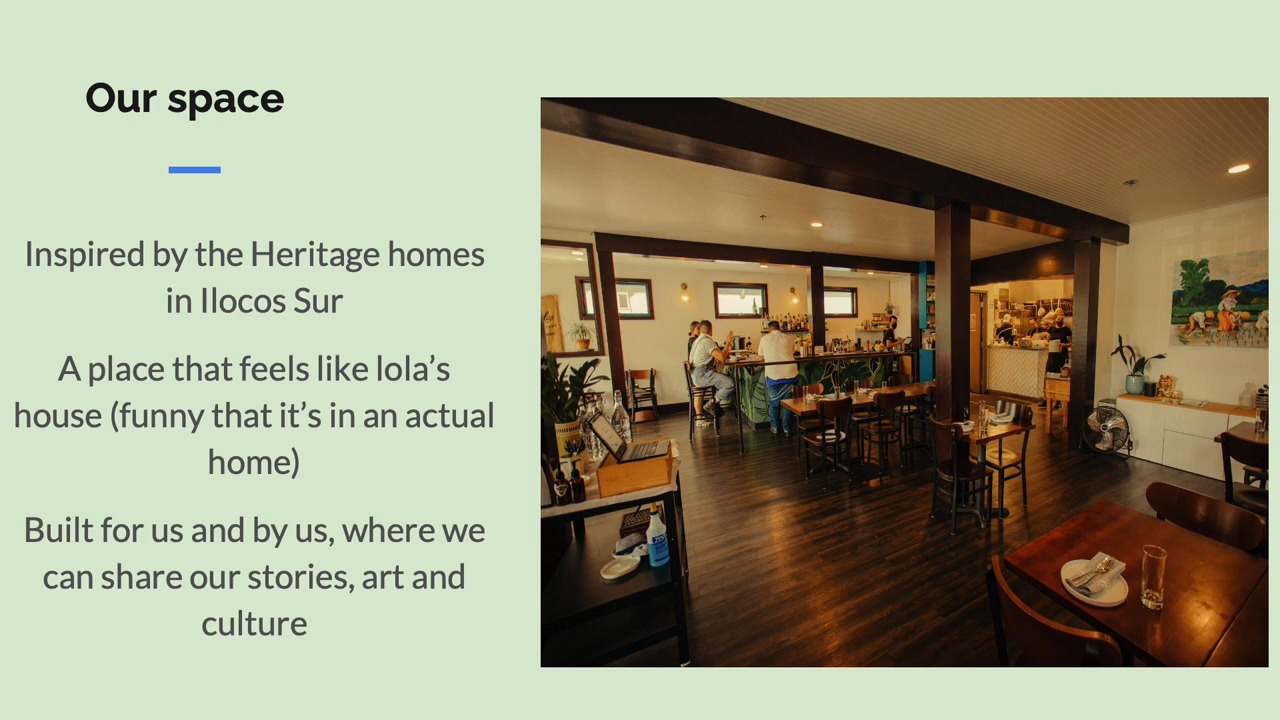 Our space
Inspired by the Heritage homes
in Ilocos Sur
A place that feels like lola’s
house (funny that it’s in an actual
home)
Built for us and by us, where we
can share our stories, art and
culture